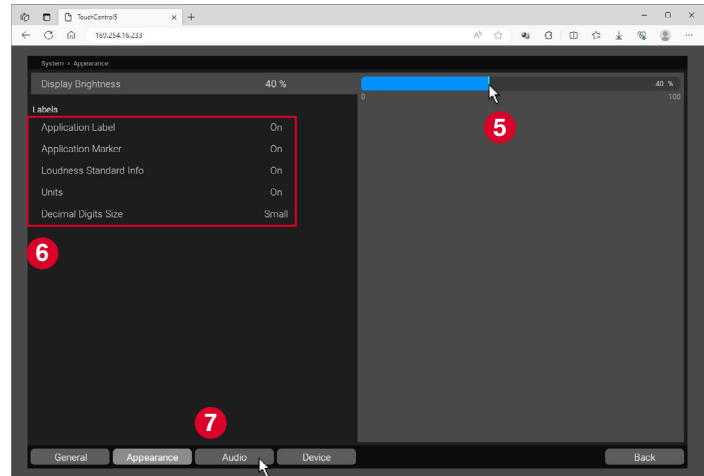 TouchControl5
169.254.16.233
System > Appearance
Display Brightness 40 % 40 %
0 100
Labels
Application Label On
Application Marker On
Loudness Standard Info On
Units On
Decimal Digits Size Small
5
6
7
General Appearance Audio Device Back